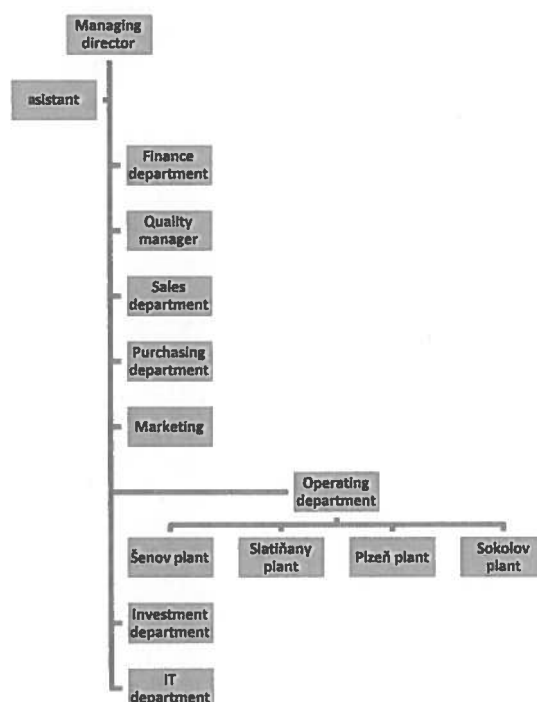 Managing
director
asistant
Finance
department
Quality
manager
Sales
department
Purchasing
department
Marketing
Operating
department
Šenov plant
Slatiňany
plant
Plzeň plant
Sokolov
plant
Investment
department
IT
department